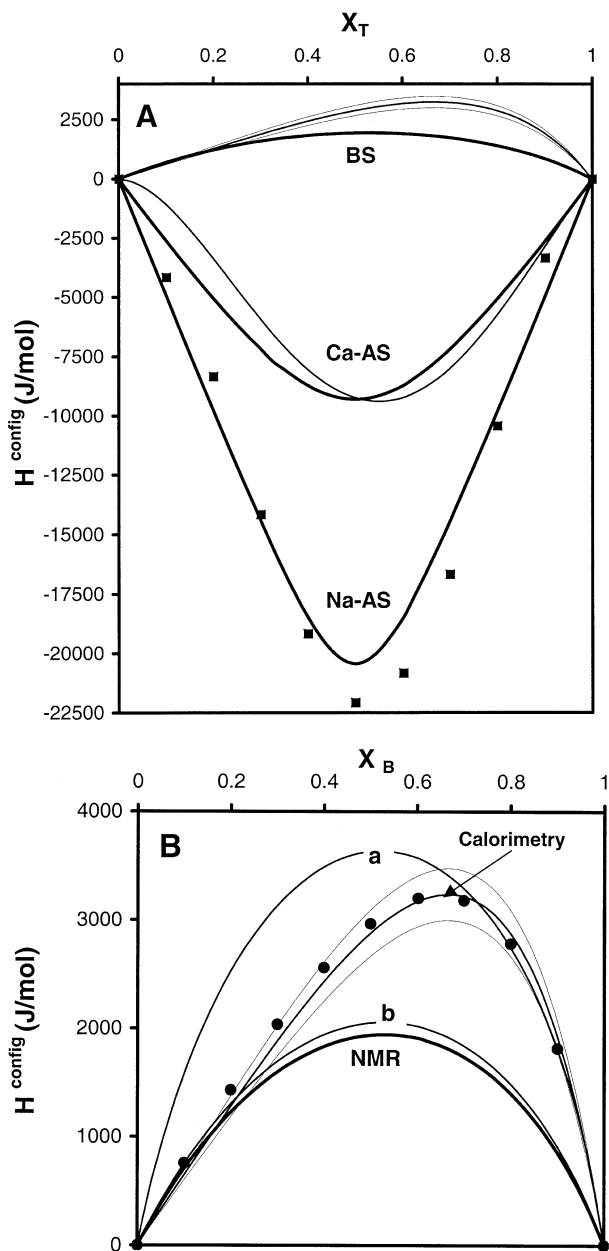 X_T
0 0.2 0.4 0.6 0.8 1
A
2500
BS
0
-2500
-5000
Ca-AS
-7500
H^config (J/mol)
-10000
-12500
-15000
Na-AS
-17500
-20000
-22500
X_B
0 0.2 0.4 0.6 0.8 1
4000
B
Calorimetry
a
3000
H^config (J/mol)
b
2000
NMR
1000
0